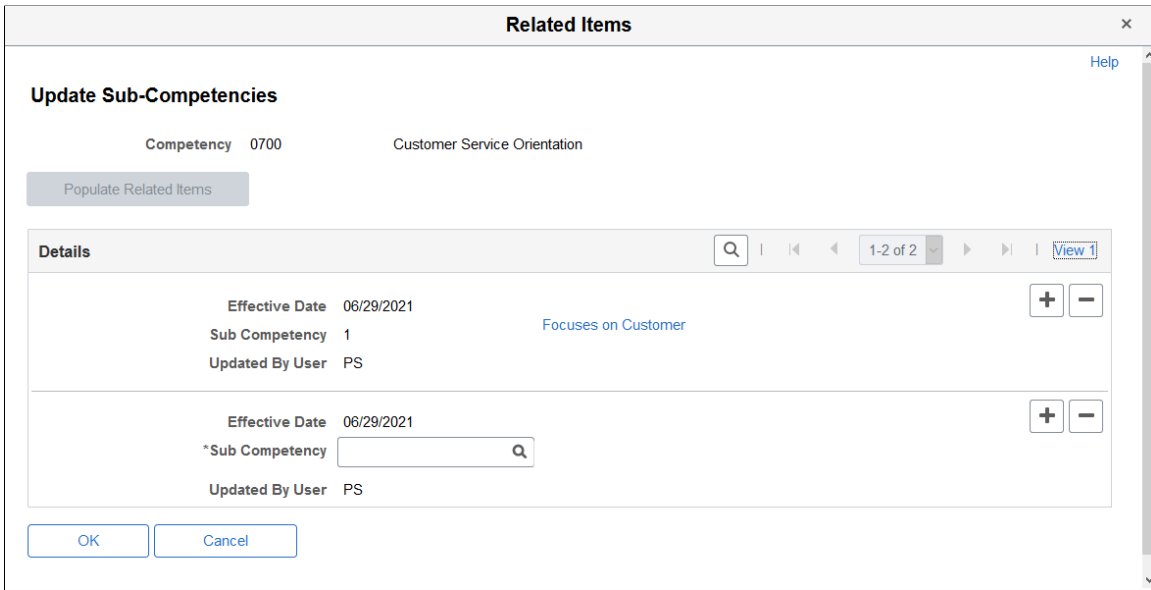 Related Items
Help
Update Sub-Competencies
Competency 0700 Customer Service Orientation
Populate Related Items
Details 1-2 of 2 View 1
Effective Date 06/29/2021
Focuses on Customer
Sub Competency 1
Updated By User PS
Effective Date 06/29/2021
*Sub Competency
Updated By User PS
OK Cancel